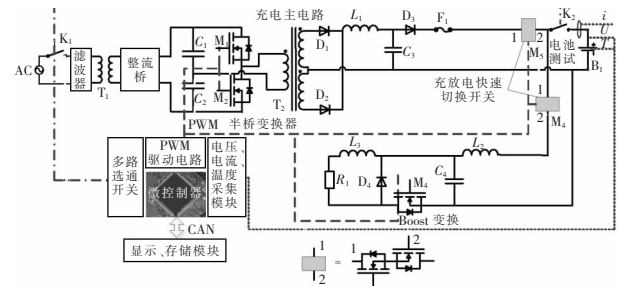 充电主电路
K₁
滤波器
AC
T₁
整流桥
C₁
C₂
M₁
M₂
T₂
D₁
D₂
L₁
D₃
C₃
F₁
1
2
M₅
K₂
i
U
t
电池测试
B₁
充放电快速切换开关
1
2
M₄
PWM 半桥变换器
多路选通开关
PWM 驱动电路
电压、电流、温度采集模块
微控制器
CAN
显示、存储模块
L₃
L₂
R₁
D₄
M₄
C₄
Boost 变换
1
2
=
1
2